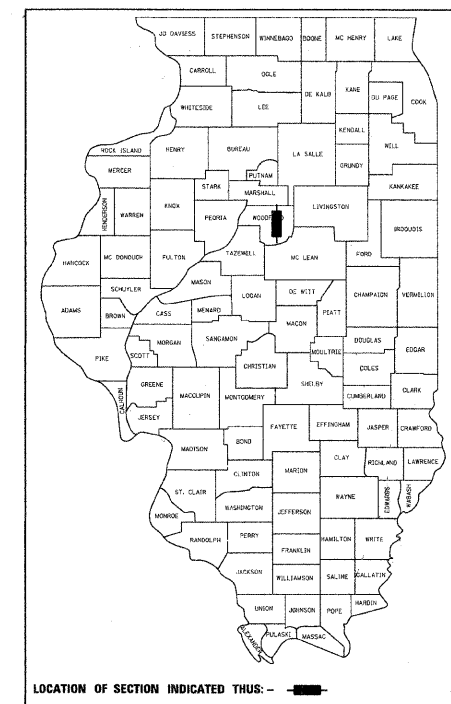 JO DAVIESS STEPHENSON WINNEBAGO BOONE MC HENRY LAKE
CARROLL OGLE
DE KALB KANE DU PAGE COOK
WHITESIDE LEE
KENDALL WILL
ROCK ISLAND HENRY BUREAU LA SALLE GRUNDY
MERCER PUTNAM
STARK MARSHALL KANKAKEE
HENDERSON WARREN KNOX PEORIA LIVINGSTON IROQUOIS
TAZEWELL MC LEAN FORD
HANCOCK MC DONOUGH FULTON
MASON
SCHUYLER LOGAN DE WITT CHAMPAIGN VERMILION
ADAMS BROWN CASS MENARD PIATT
MACON
MORGAN SANGAMON DOUGLAS EDGAR
PIKE SCOTT CHRISTIAN MOULTRIE COLES
GREENE SHELBY CUMBERLAND CLARK
CALHOUN JERSEY MACOUPIN MONTGOMERY
FAYETTE EFFINGHAM JASPER CRAWFORD
MADISON BOND
CLAY RICHLAND LAWRENCE
CLINTON MARION
ST. CLAIR WAYNE EDWARDS WABASH
WASHINGTON JEFFERSON
MONROE
RANDOLPH PERRY HAMILTON WHITE
FRANKLIN
JACKSON WILLIAMSON SALINE GALLATIN
UNION JOHNSON POPE HARDIN
ALEXANDER PULASKI MASSAC
LOCATION OF SECTION INDICATED THUS: -